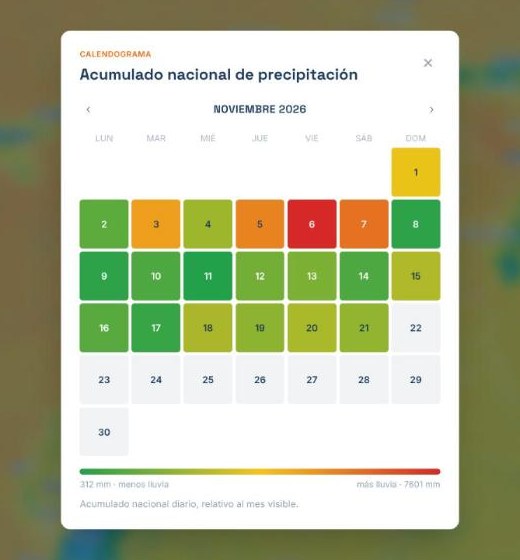 CALENDOGRAMA
Acumulado nacional de precipitación
×
‹ NOVIEMBRE 2026 ›
LUN MAR MIÉ JUE VIE SÁB DOM
1
2 3 4 5 6 7 8
9 10 11 12 13 14 15
16 17 18 19 20 21 22
23 24 25 26 27 28 29
30
312 mm · menos lluvia más lluvia · 7601 mm
Acumulado nacional diario, relativo al mes visible.